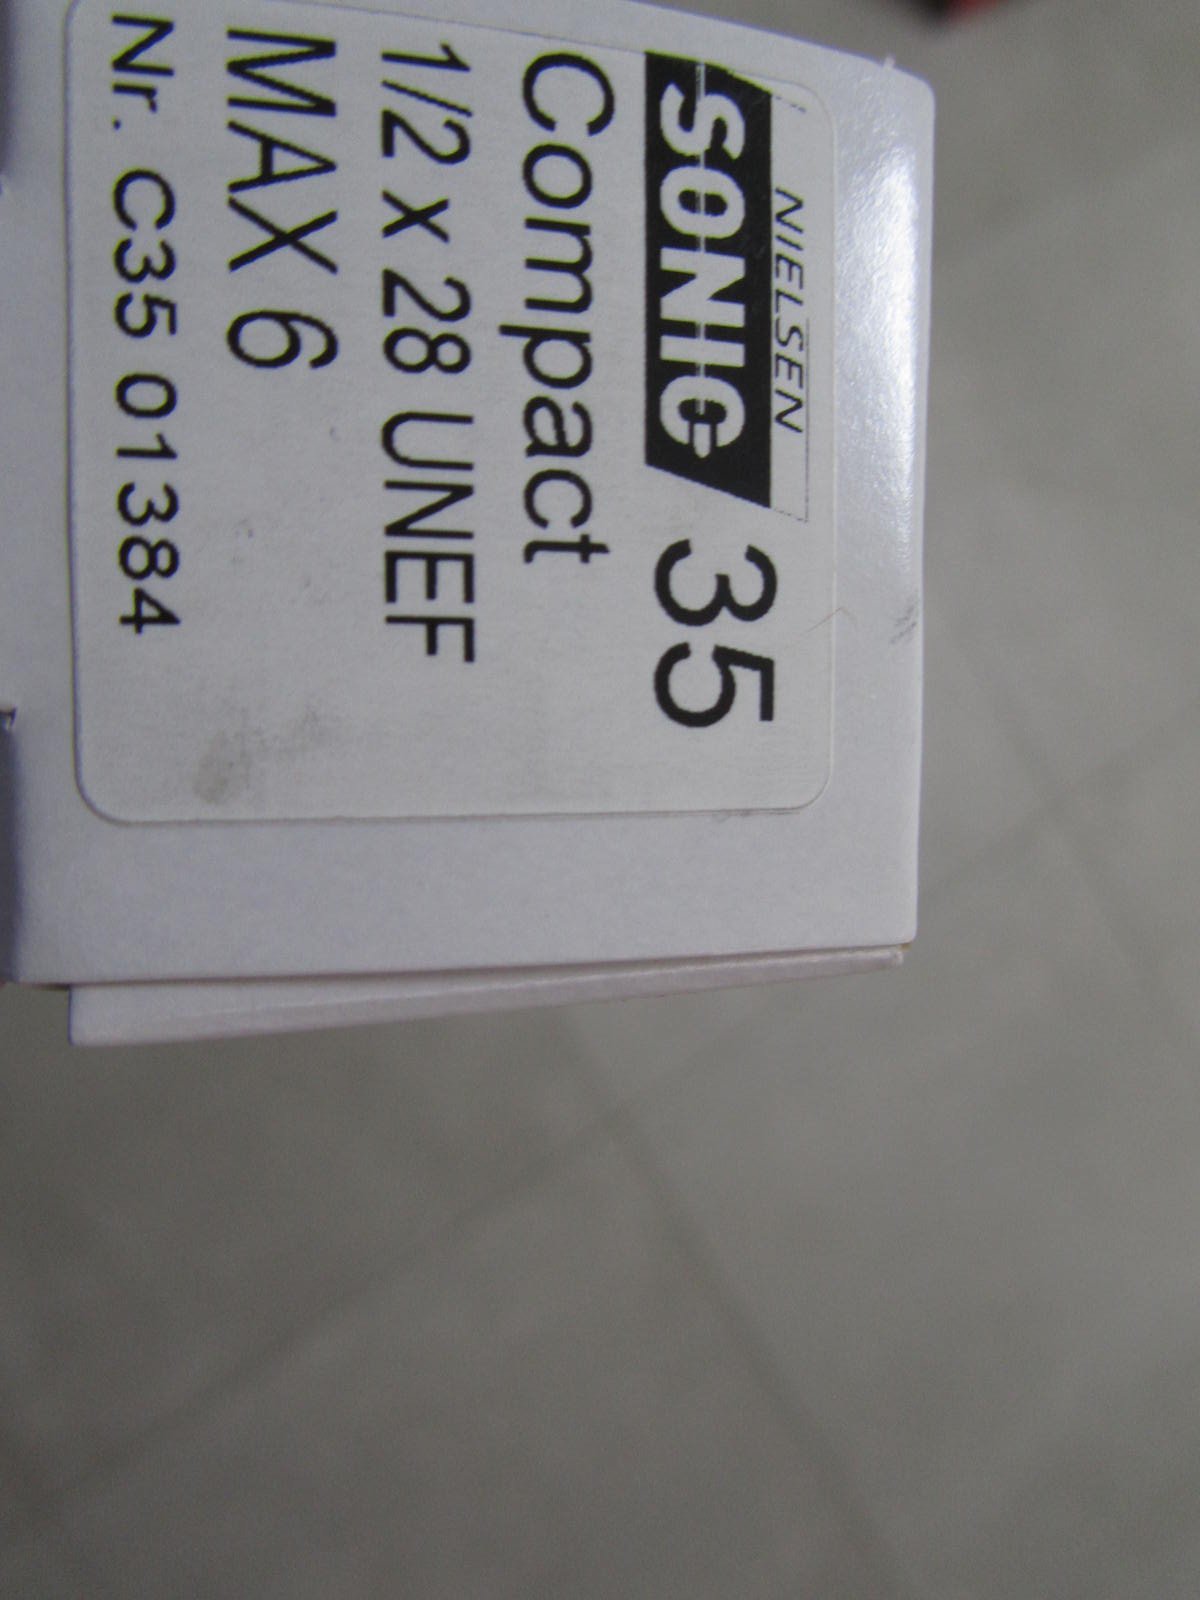 NIELSEN
SONIC 35
Compact
1/2 x 28 UNEF
MAX 6
Nr. C35 01384